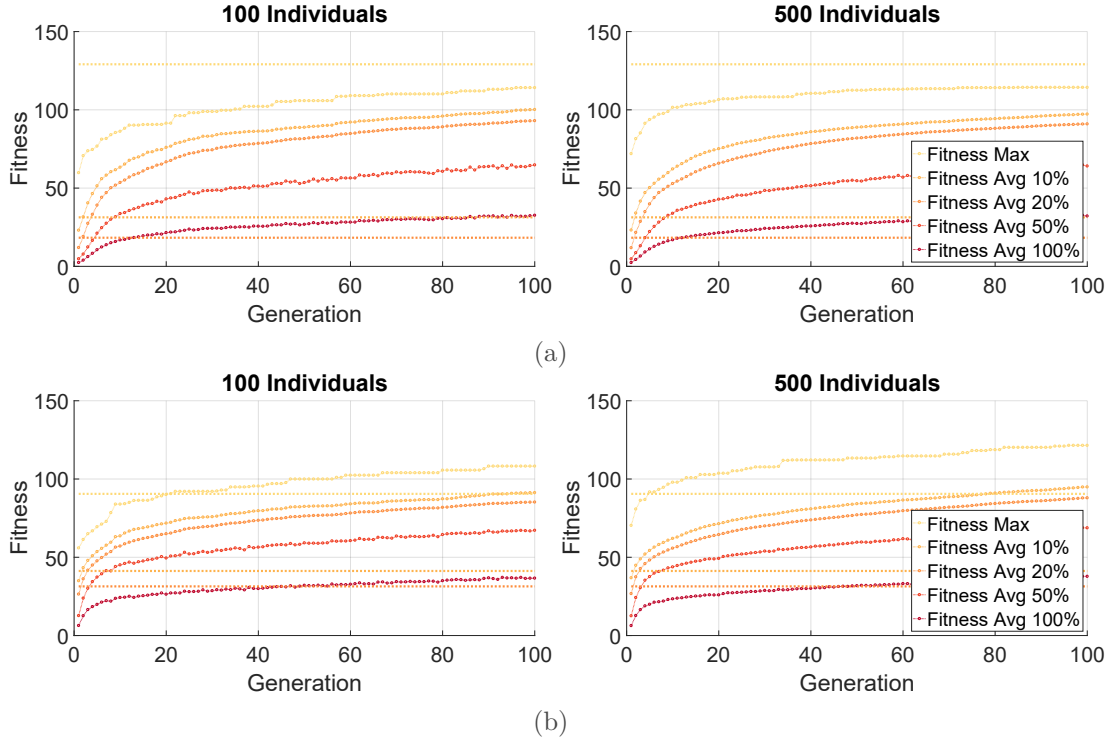 100 Individuals
500 Individuals
150
100
50
0
Fitness
0 20 40 60 80 100
Generation
150
100
50
0
Fitness
0 20 40 60 80 100
Generation
Fitness Max
Fitness Avg 10%
Fitness Avg 20%
Fitness Avg 50%
Fitness Avg 100%
(a)
100 Individuals
500 Individuals
150
100
50
0
Fitness
0 20 40 60 80 100
Generation
150
100
50
0
Fitness
0 20 40 60 80 100
Generation
Fitness Max
Fitness Avg 10%
Fitness Avg 20%
Fitness Avg 50%
Fitness Avg 100%
(b)